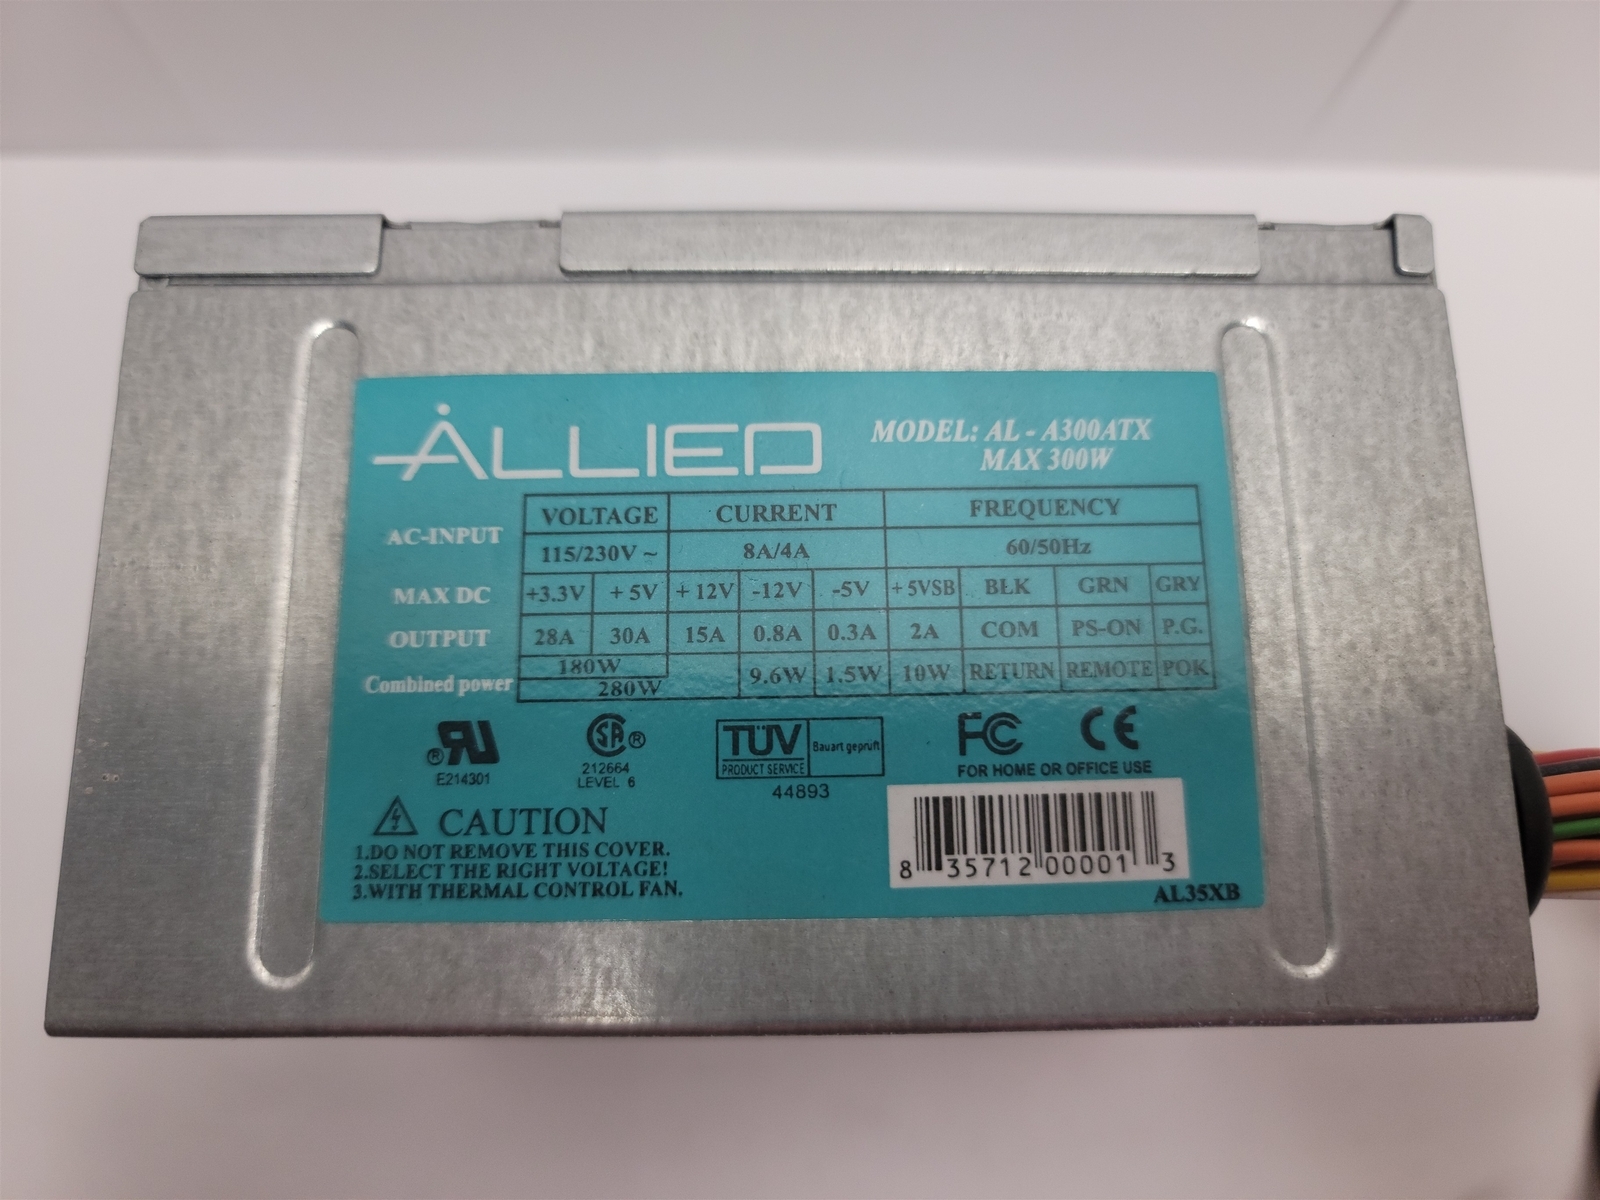 ALLIED
MODEL: AL - A300ATX
MAX 300W
AC-INPUT
VOLTAGE CURRENT FREQUENCY
115/230V ~ 8A/4A 60/50Hz
MAX DC +3.3V + 5V + 12V -12V -5V + 5VSB BLK GRN GRY
OUTPUT 28A 30A 15A 0.8A 0.3A 2A COM PS-ON P.G.
Combined power 180W 9.6W 1.5W 10W RETURN REMOTE POK
280W
® RU
E214301
SA ®
212664
LEVEL 6
TÜV Bauart geprüft
PRODUCT SERVICE
44893
FC CE
FOR HOME OR OFFICE USE
CAUTION
1.DO NOT REMOVE THIS COVER.
2.SELECT THE RIGHT VOLTAGE!
3.WITH THERMAL CONTROL FAN.
8 35712 00001 3
AL35XB